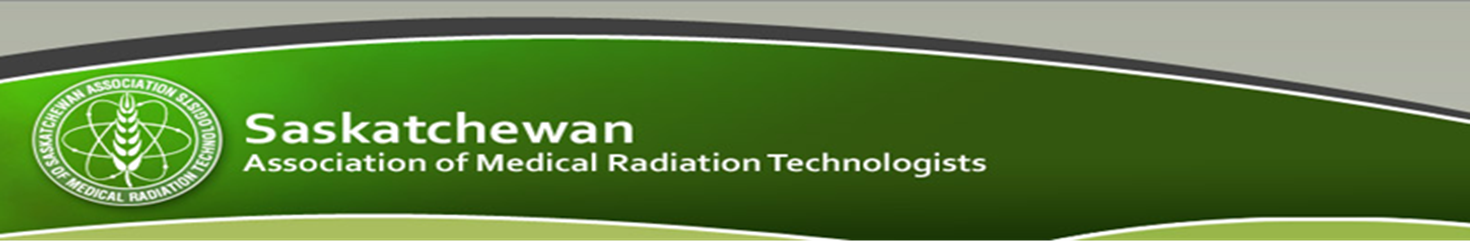 SASKATCHEWAN ASSOCIATION
OF MEDICAL RADIATION TECHNOLOGISTS
Saskatchewan
Association of Medical Radiation Technologists